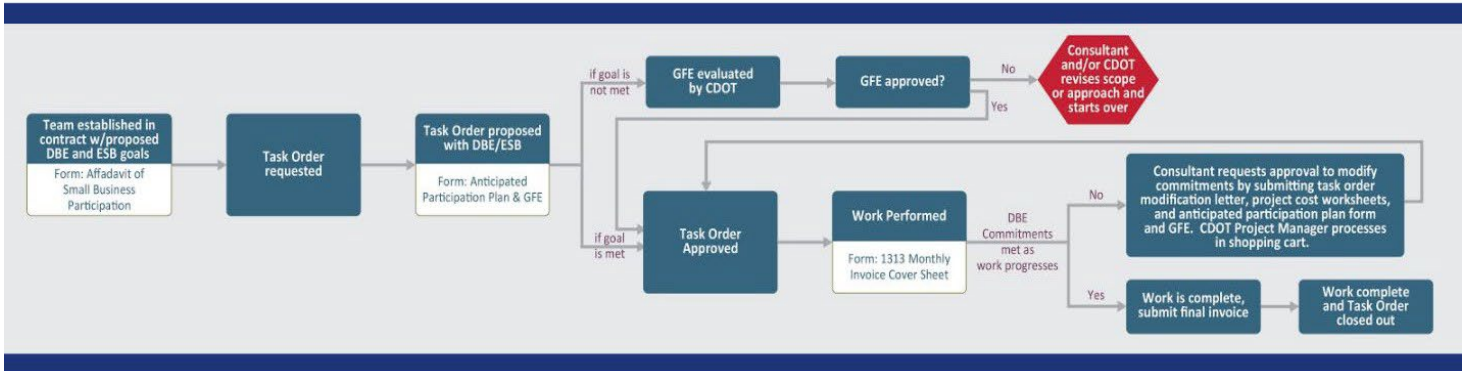 Team established in
contract w/proposed
DBE and ESB goals
Form: Affadavit of
Small Business
Participation
Task Order
requested
Task Order proposed
with DBE/ESB
Form: Anticipated
Participation Plan & GFE
if goal is
not met
GFE evaluated
by CDOT
GFE approved?
No
Consultant
and/or CDOT
revises scope
or approach and
starts over
Yes
if goal
is met
Task Order
Approved
Work Performed
Form: 1313 Monthly
Invoice Cover Sheet
DBE
Commitments
met as
work progresses
No
Consultant requests approval to modify
commitments by submitting task order
modification letter, project cost worksheets,
and anticipated participation plan form
and GFE. CDOT Project Manager processes
in shopping cart.
Yes
Work is complete,
submit final invoice
Work complete
and Task Order
closed out